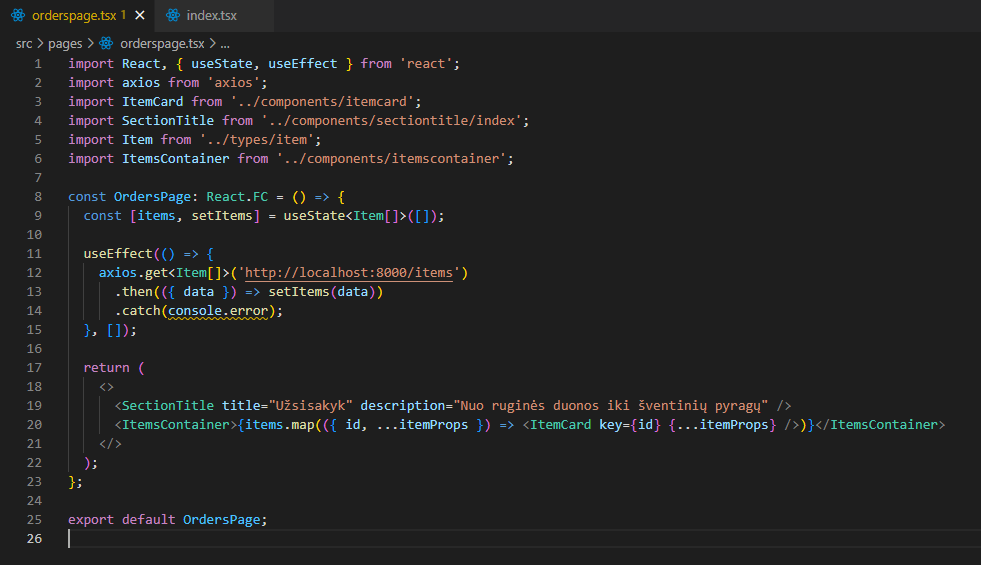 orderspage.tsx 1 × index.tsx
src > pages > orderspage.tsx > ...
1 import React, { useState, useEffect } from 'react';
2 import axios from 'axios';
3 import ItemCard from '../components/itemcard';
4 import SectionTitle from '../components/sectiontitle/index';
5 import Item from '../types/item';
6 import ItemsContainer from '../components/itemscontainer';
7
8 const OrdersPage: React.FC = () => {
9   const [items, setItems] = useState<Item[]>([]);
10
11   useEffect(() => {
12     axios.get<Item[]>('http://localhost:8000/items')
13       .then(({ data }) => setItems(data))
14       .catch(console.error);
15   }, []);
16
17   return (
18     <>
19       <SectionTitle title="Užsisakyk" description="Nuo ruginės duonos iki šventinių pyragų" />
20       <ItemsContainer>{items.map(({ id, ...itemProps }) => <ItemCard key={id} {...itemProps} />)}</ItemsContainer>
21     </>
22   );
23 };
24
25 export default OrdersPage;
26